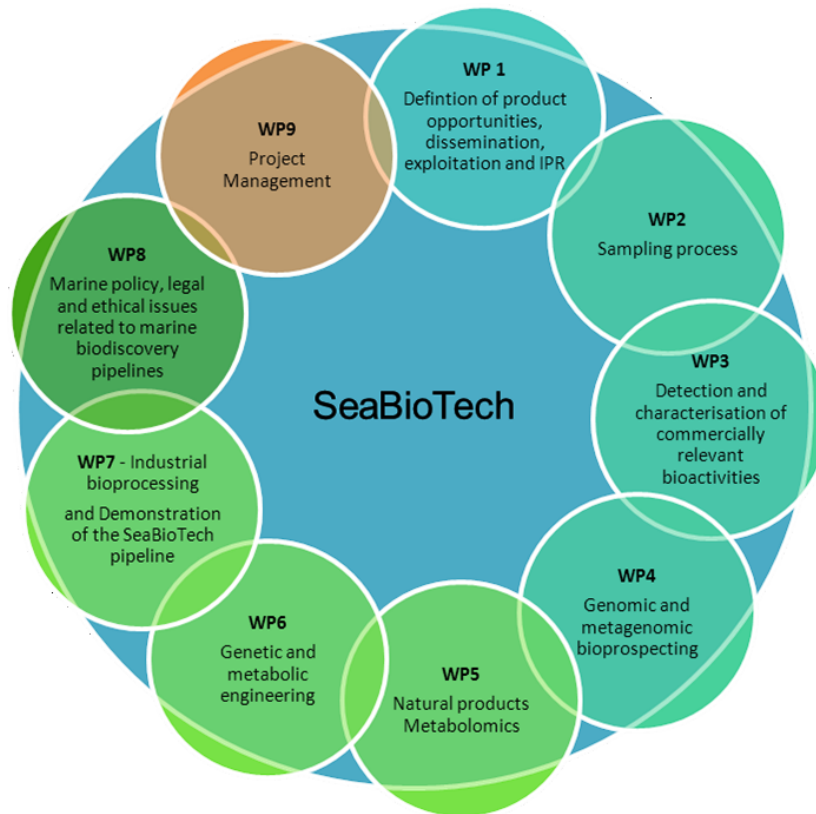 WP 1
Defintion of product
opportunities,
dissemination,
exploitation and IPR
WP2
Sampling process
WP3
Detection and
characterisation of
commercially
relevant
bioactivities
WP4
Genomic and
metagenomic
bioprospecting
WP5
Natural products
Metabolomics
WP6
Genetic and
metabolic
engineering
WP7 - Industrial
bioprocessing
and Demonstration
of the SeaBioTech
pipeline
WP8
Marine policy, legal
and ethical issues
related to marine
biodiscovery
pipelines
WP9
Project
Management
SeaBioTech